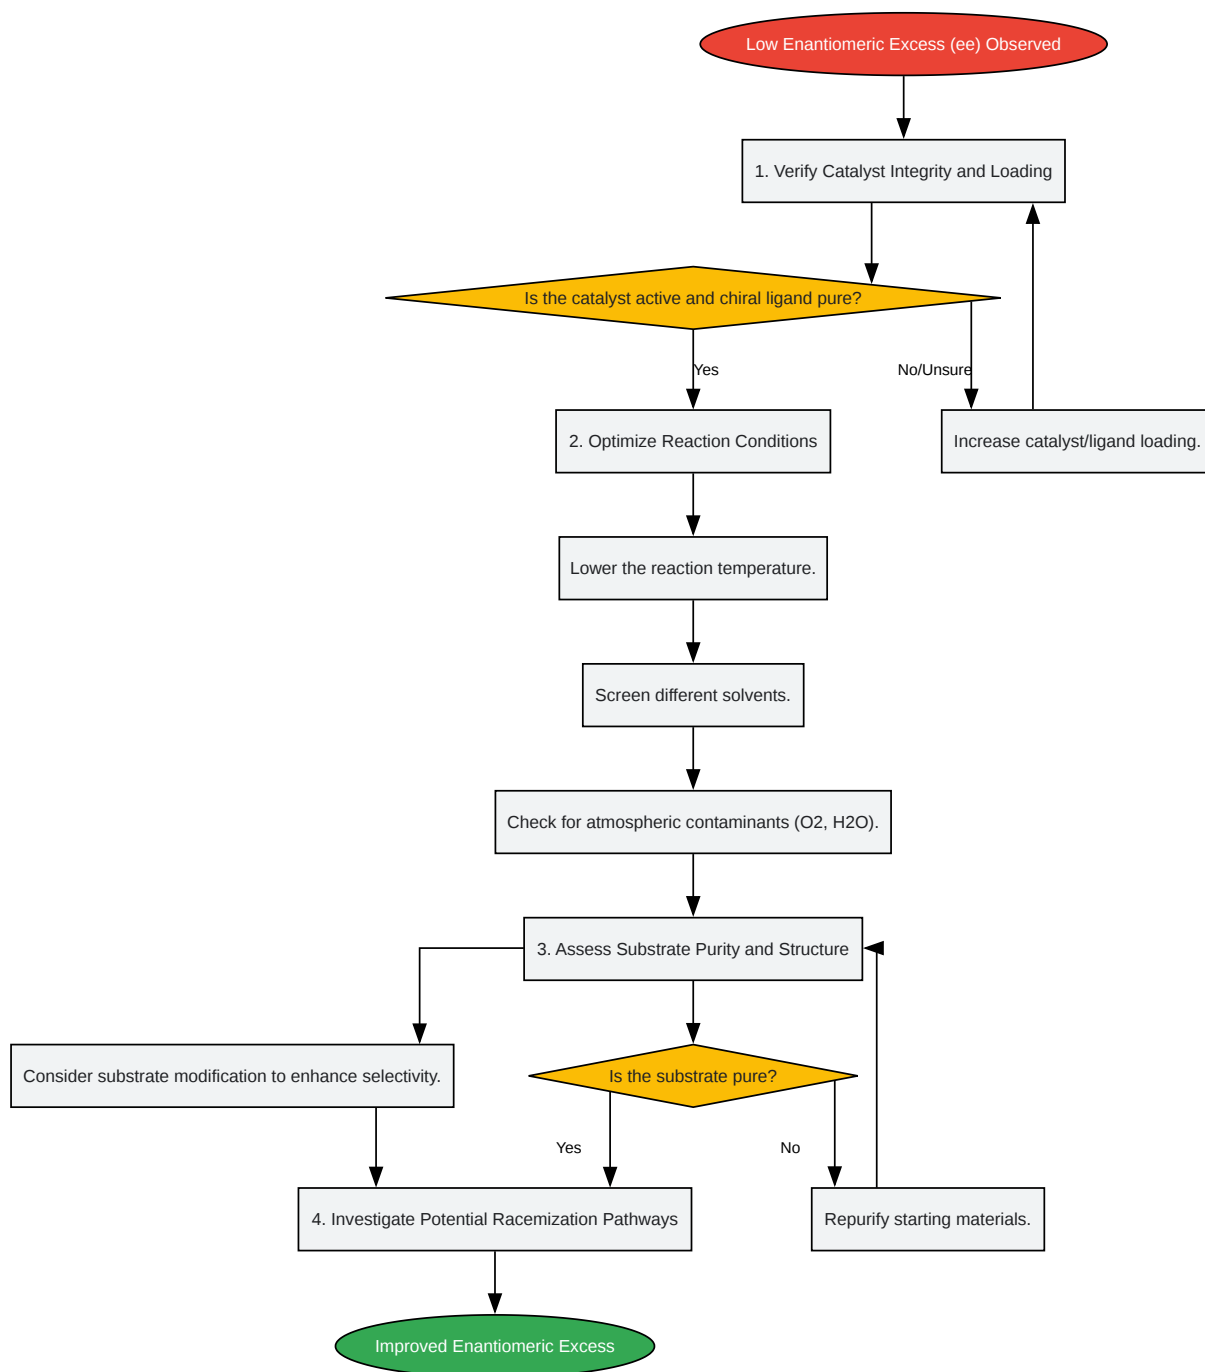 Low Enantiomeric Excess (ee) Observed
1. Verify Catalyst Integrity and Loading
Is the catalyst active and chiral ligand pure?
Yes
No/Unsure
2. Optimize Reaction Conditions
Increase catalyst/ligand loading.
Lower the reaction temperature.
Screen different solvents.
Check for atmospheric contaminants (O2, H2O).
3. Assess Substrate Purity and Structure
Consider substrate modification to enhance selectivity.
Is the substrate pure?
Yes
No
4. Investigate Potential Racemization Pathways
Repurify starting materials.
Improved Enantiomeric Excess